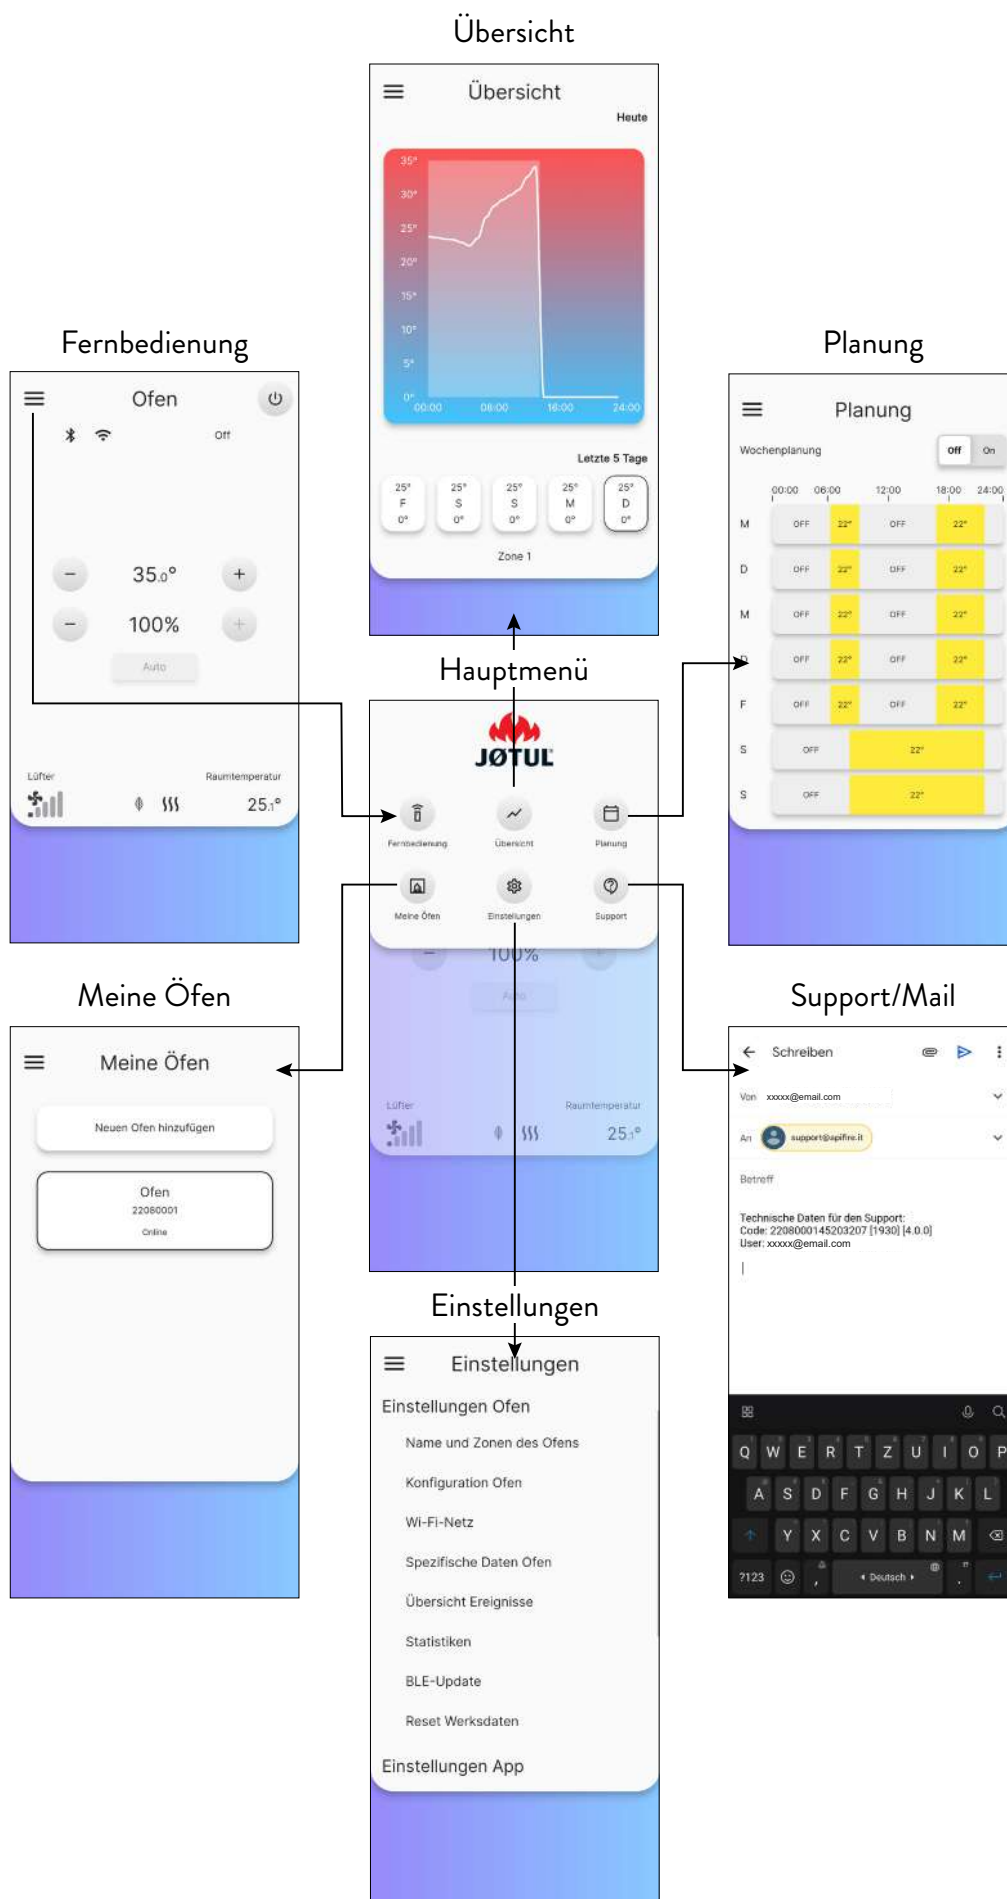 Übersicht
Übersicht
Heute
35°
30°
25°
20°
15°
10°
5°
0°
00:00 08:00 16:00 24:00
Letzte 5 Tage
25° 25° 25° 25° 25°
F S S M D
0° 0° 0° 0° 0°
Zone 1
Fernbedienung
Ofen
Off
35.0°
100%
Auto
Lüfter
Raumtemperatur
25.1°
Planung
Planung
Wochenplanung
Off On
00:00 06:00 12:00 18:00 24:00
M OFF 22° OFF 22°
D OFF 22° OFF 22°
M OFF 22° OFF 22°
D OFF 22° OFF 22°
F OFF 22° OFF 22°
S OFF 22°
S OFF 22°
Hauptmenü
JØTUL
Fernbedienung
Übersicht
Planung
Meine Öfen
Einstellungen
Support
100%
Auto
Lüfter
Raumtemperatur
25.1°
Meine Öfen
Meine Öfen
Neuen Ofen hinzufügen
Ofen
22080001
Online
Support/Mail
Schreiben
Von xxxxx@email.com
An support@apifire.it
Betreff
Technische Daten für den Support:
Code: 2208000145203207 [1930] [4.0.0]
User: xxxxx@email.com
Q W E R T Z U I O P
A S D F G H J K L
Y X C V B N M
?123 , Deutsch .
Einstellungen
Einstellungen
Einstellungen Ofen
Name und Zonen des Ofens
Konfiguration Ofen
Wi-Fi-Netz
Spezifische Daten Ofen
Übersicht Ereignisse
Statistiken
BLE-Update
Reset Werksdaten
Einstellungen App